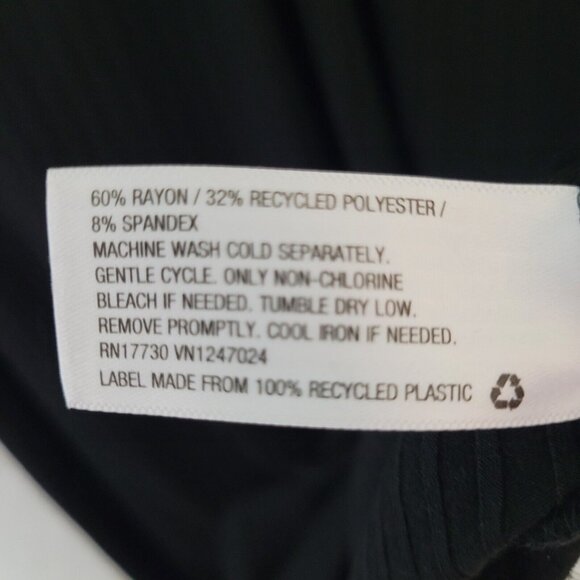 60% RAYON / 32% RECYCLED POLYESTER /
8% SPANDEX
MACHINE WASH COLD SEPARATELY.
GENTLE CYCLE. ONLY NON-CHLORINE
BLEACH IF NEEDED. TUMBLE DRY LOW.
REMOVE PROMPTLY. COOL IRON IF NEEDED.
RN17730 VN1247024
LABEL MADE FROM 100% RECYCLED PLASTIC